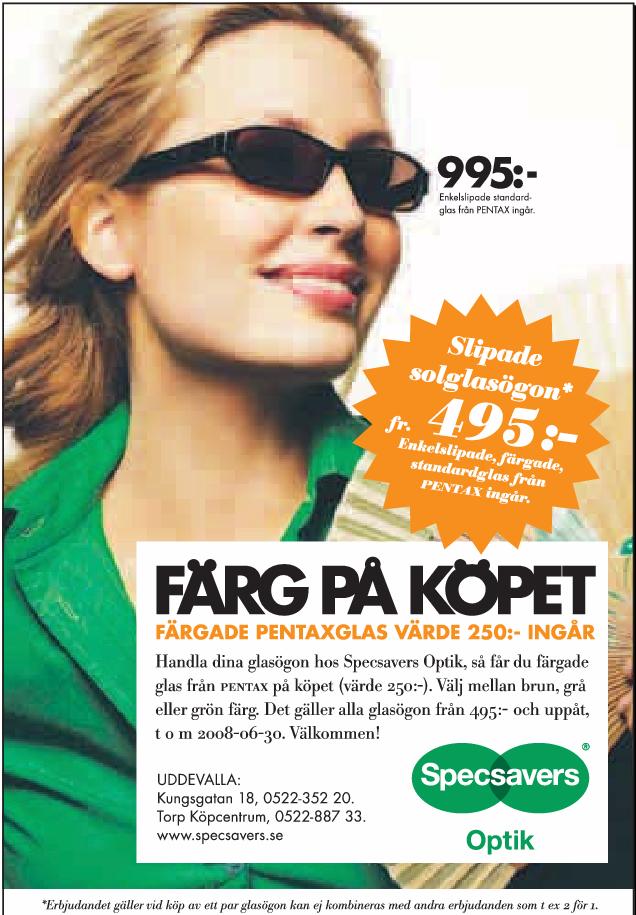 995:-
Enkelslipade standard-
glas från PENTAX ingår.
Slipade
solglasögon*
fr. 495:-
Enkelslipade, färgade,
standardglas från
PENTAX ingår.
FÄRG PÅ KÖPET
FÄRGADE PENTAXGLAS VÄRDE 250:- INGÅR
Handla dina glasögon hos Specsavers Optik, så får du färgade
glas från PENTAX på köpet (värde 250:-). Välj mellan brun, grå
eller grön färg. Det gäller alla glasögon från 495:- och uppåt,
t o m 2008-06-30. Välkommen!
UDDEVALLA:
Kungsgatan 18, 0522-352 20.
Torp Köpcentrum, 0522-887 33.
www.specsavers.se
Specsavers®
Optik
*Erbjudandet gäller vid köp av ett par glasögon kan ej kombineras med andra erbjudanden som t ex 2 för 1.